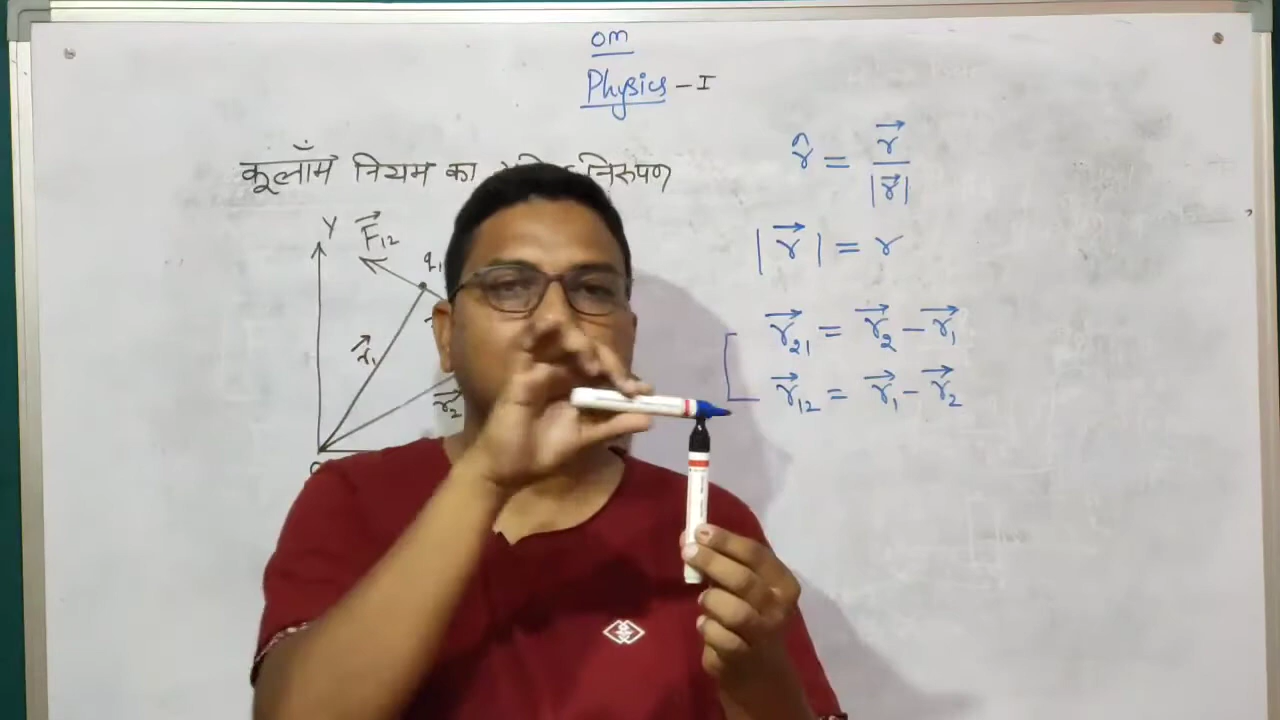 om
Physics - I
कूलॉम नियम का निरुपण
Y
F⃗₁₂
q₁
r⃗₁
r⃗₂
O
r̂ = r⃗ / |r⃗|
|r⃗| = r
r⃗₂₁ = r⃗₂ - r⃗₁
r⃗₁₂ = r⃗₁ - r⃗₂